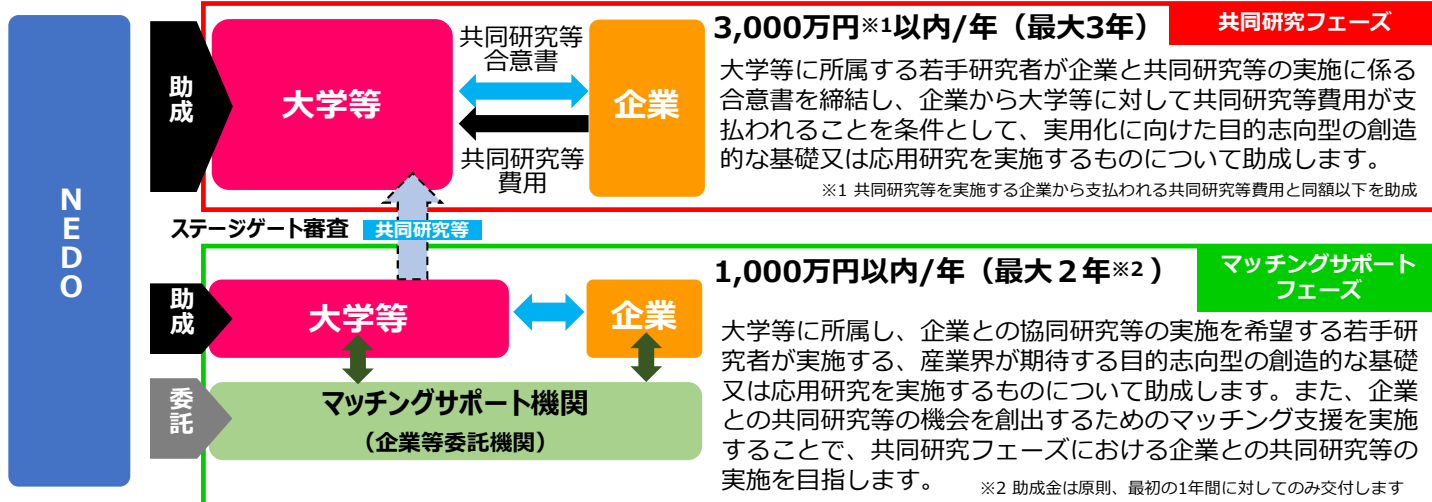 NEDO
助成
大学等
共同研究等
合意書
共同研究等
費用
企業
3,000万円※1以内/年（最大3年）
共同研究フェーズ
大学等に所属する若手研究者が企業と共同研究等の実施に係る
合意書を締結し、企業から大学等に対して共同研究等費用が支
払われることを条件として、実用化に向けた目的志向型の創造
的な基礎又は応用研究を実施するものについて助成します。
※1 共同研究等を実施する企業から支払われる共同研究等費用と同額以下を助成
ステージゲート審査
共同研究等
助成
大学等
企業
委託
マッチングサポート機関
（企業等委託機関）
1,000万円以内/年（最大２年※2 ）
マッチングサポート
フェーズ
大学等に所属し、企業との協同研究等の実施を希望する若手研
究者が実施する、産業界が期待する目的志向型の創造的な基礎
又は応用研究を実施するものについて助成します。また、企業
との共同研究等の機会を創出するためのマッチング支援を実施
することで、共同研究フェーズにおける企業との共同研究等の
実施を目指します。
※2 助成金は原則、最初の1年間に対してのみ交付します